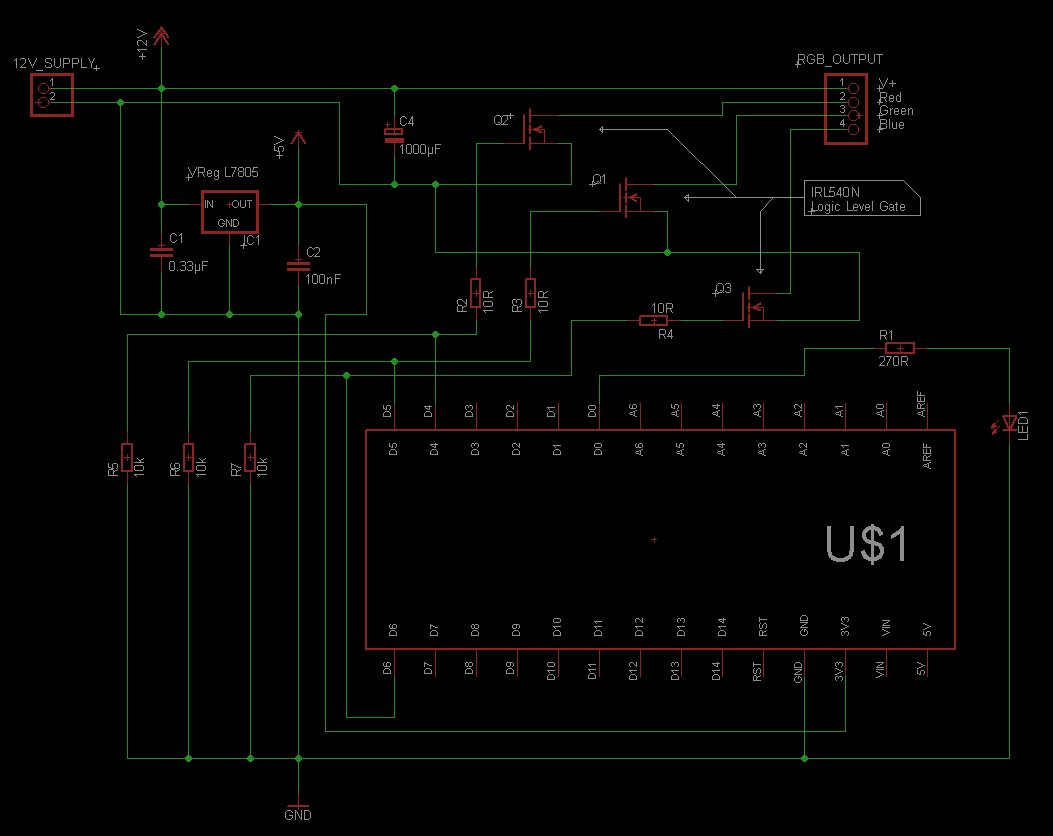 +12V
12V_SUPPLY
1
2
RGB_OUTPUT
1
2
3
4
V+
Red
Green
Blue
C4
1000µF
Q2
+5V
VReg L7805
IN
OUT
GND
IC1
C1
0.33µF
C2
100nF
Q1
IRL540N
Logic Level Gate
Q3
R2
10R
R3
10R
10R
R4
R1
270R
LED1
R5
10k
R6
10k
R7
10k
D5
D4
D3
D2
D1
D0
A6
A5
A4
A3
A2
A1
A0
AREF
D5
D4
D3
D2
D1
D0
A6
A5
A4
A3
A2
A1
A0
AREF
U$1
D6
D7
D8
D9
D10
D11
D12
D13
D14
RST
GND
3V3
VIN
5V
D6
D7
D8
D9
D10
D11
D12
D13
D14
RST
GND
3V3
VIN
5V
GND